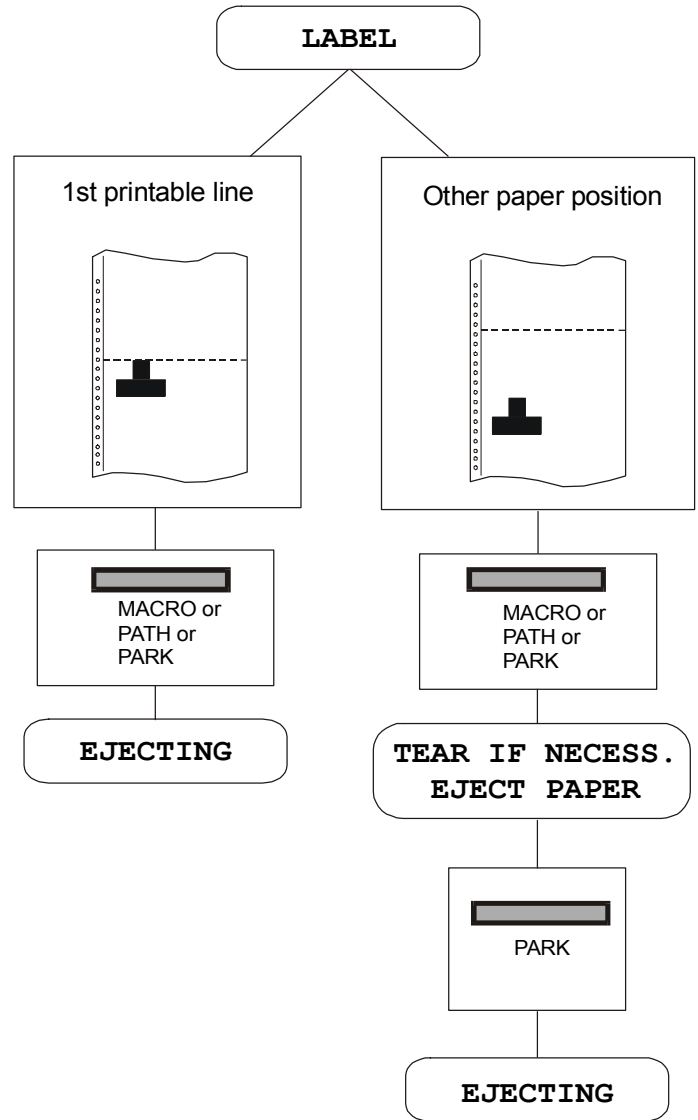 LABEL
1st printable line
Other paper position
MACRO or
PATH or
PARK
MACRO or
PATH or
PARK
EJECTING
TEAR IF NECESS.
EJECT PAPER
PARK
EJECTING